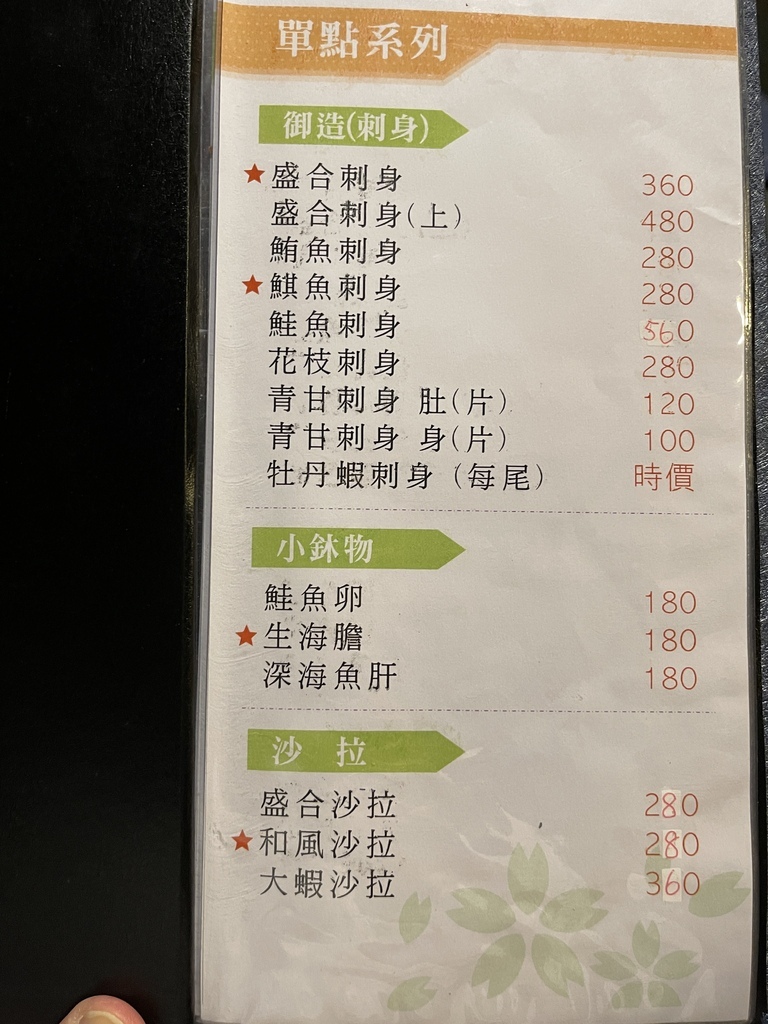 單點系列
御造(刺身)
★盛合刺身 360
盛合刺身(上) 480
鮪魚刺身 280
★鯕魚刺身 280
鮭魚刺身 560
花枝刺身 280
青甘刺身 肚(片) 120
青甘刺身 身(片) 100
牡丹蝦刺身 (每尾) 時價
小鉢物
鮭魚卵 180
★生海膽 180
深海魚肝 180
沙 拉
盛合沙拉 280
★和風沙拉 280
大蝦沙拉 360